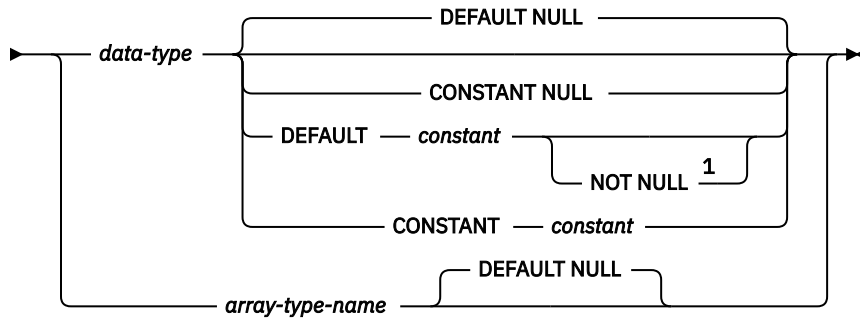 DEFAULT NULL
data-type
CONSTANT NULL
DEFAULT constant
NOT NULL 1
CONSTANT constant
DEFAULT NULL
array-type-name